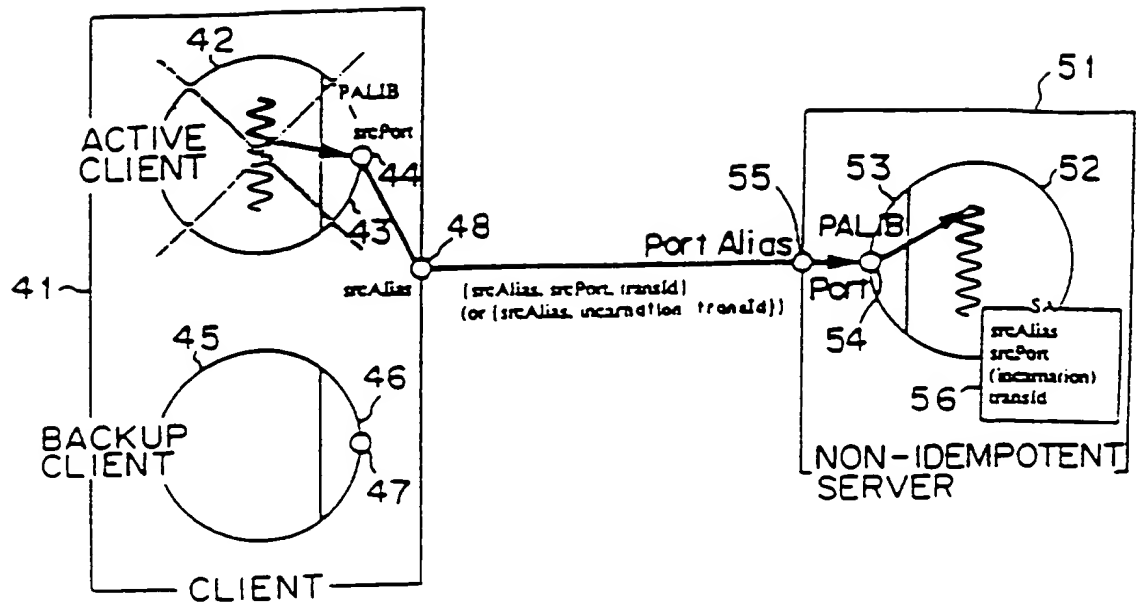 42
PALIB
ACTIVE
CLIENT
srcPort
44
43
48
srcAlias
41
45
46
BACKUP
CLIENT
47
CLIENT
Port Alias
(srcAlias, srcPort, transId)
(or (srcAlias, incarnation transId))
51
55
53
52
PALIB
Port
54
srcAlias
srcPort
(incarnation)
transId
56
NON-IDEMPOTENT
SERVER